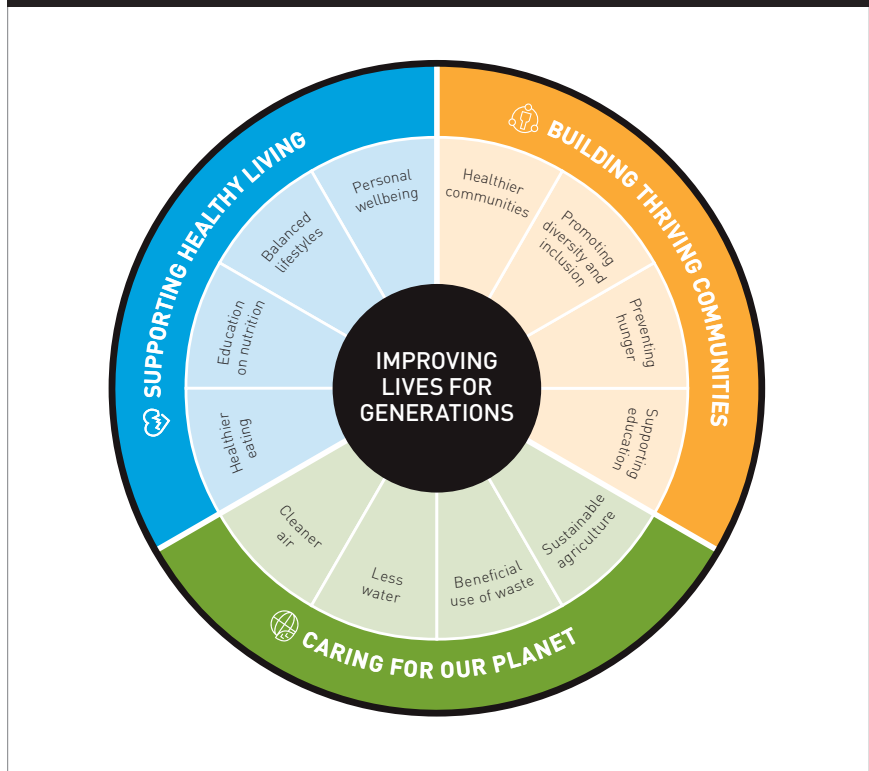 SUPPORTING HEALTHY LIVING
Personal
wellbeing
Balanced
lifestyles
Education
on nutrition
Healthier
eating
BUILDING THRIVING COMMUNITIES
Healthier
communities
Promoting
diversity and
inclusion
Preventing
hunger
Supporting
education
IMPROVING
LIVES FOR
GENERATIONS
Cleaner
air
Less
water
Beneficial
use of waste
Sustainable
agriculture
CARING FOR OUR PLANET